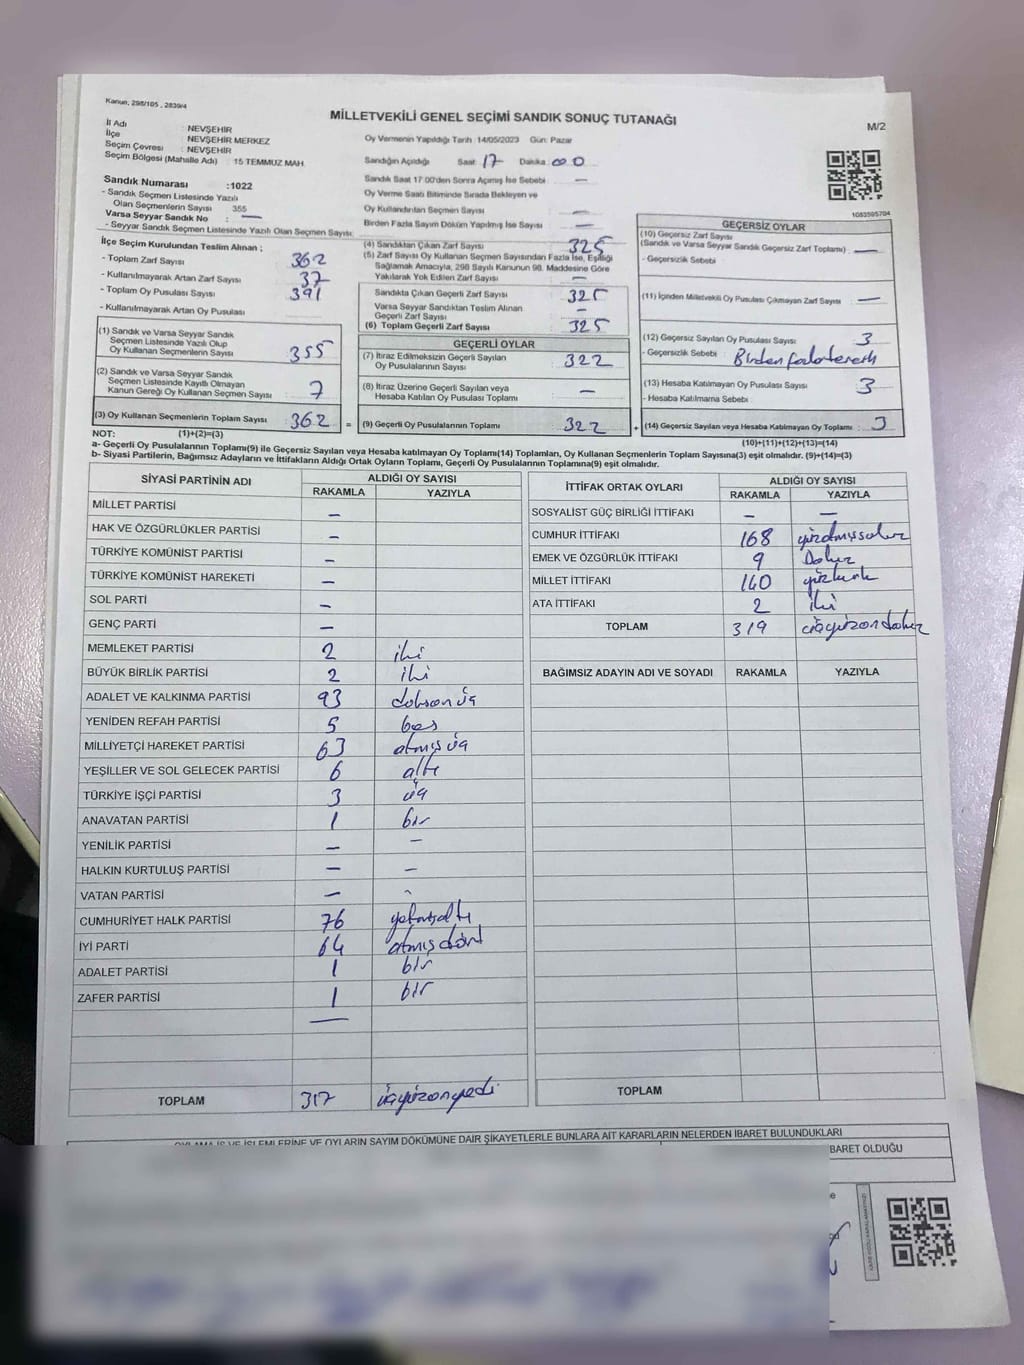 Kanun, 298/105 , 2839/4
MİLLETVEKİLİ GENEL SEÇİMİ SANDIK SONUÇ TUTANAĞI
M/2
İl Adı : NEVŞEHİR
İlçe NEVŞEHİR MERKEZ
Seçim Çevresi : NEVŞEHİR
Seçim Bölgesi (Mahalle Adı) : 15 TEMMUZ MAH.
Sandık Numarası :1022
- Sandık Seçmen Listesinde Yazılı
Olan Seçmenlerin Sayısı 355
Varsa Seyyar Sandık No : —
- Seyyar Sandık Seçmen Listesinde Yazılı Olan Seçmen Sayısı:
Oy Vermenin Yapıldığı Tarih :14/05/2023 Gün: Pazar
Sandığın Açıldığı Saat: 17 Dakika: 00
Sandık Saat 17.00'den Sonra Açımış İse Sebebi : —
Oy Verme Saati Bitiminde Sırada Bekleyen ve
Oy Kullandırılan Seçmen Sayısı : —
Birden Fazla Sayım Döküm Yapılmış İse Sayısı : —
1083595704
İlçe Seçim Kurulundan Teslim Alınan ;
- Toplam Zarf Sayısı : 362
- Kullanılmayarak Artan Zarf Sayısı : 37
- Toplam Oy Pusulası Sayısı : 391
- Kullanılmayarak Artan Oy Pusulası :
(1) Sandık ve Varsa Seyyar Sandık
Seçmen Listesinde Yazılı Olup
Oy Kullanan Seçmenlerin Sayısı : 355
(2) Sandık ve Varsa Seyyar Sandık
Seçmen Listesinde Kayıtlı Olmayan
Kanun Gereği Oy Kullanan Seçmen Sayısı : 7
(3) Oy Kullanan Seçmenlerin Toplam Sayısı : 362 =
(4) Sandıktan Çıkan Zarf Sayısı : 325
(5) Zarf Sayısı Oy Kullanan Seçmen Sayısından Fazla İse, Eşitliği
Sağlamak Amacıyla, 298 Sayılı Kanunun 98. Maddesine Göre
Yakılarak Yok Edilen Zarf Sayısı : —
Sandıkta Çıkan Geçerli Zarf Sayısı : 325
Varsa Seyyar Sandıktan Teslim Alınan
Geçerli Zarf Sayısı : —
(6) Toplam Geçerli Zarf Sayısı : 325
GEÇERLİ OYLAR
(7) İtiraz Edilmeksizin Geçerli Sayılan
Oy Pusulalarının Sayısı : 322
(8) İtiraz Üzerine Geçerli Sayılan veya
Hesaba Katılan Oy Pusulası Toplamı : —
(9) Geçerli Oy Pusulalarının Toplamı : 322 +
GEÇERSİZ OYLAR
(10) Geçersiz Zarf Sayısı
(Sandık ve Varsa Seyyar Sandık Geçersiz Zarf Toplamı) : —
- Geçersizlik Sebebi :
(11) İçinden Milletvekili Oy Pusulası Çıkmayan Zarf Sayısı : —
(12) Geçersiz Sayılan Oy Pusulası Sayısı : 3
- Geçersizlik Sebebi : Birden fazla tercih
(13) Hesaba Katılmayan Oy Pusulası Sayısı : 3
- Hesaba Katılmama Sebebi :
(14) Geçersiz Sayılan veya Hesaba Katılmayan Oy Toplamı : 3
NOT: (1)+(2)=(3)
(10)+(11)+(12)+(13)=(14)
a- Geçerli Oy Pusulalarının Toplamı(9) ile Geçersiz Sayılan veya Hesaba katılmayan Oy Toplamı(14) Toplamları, Oy Kullanan Seçmenlerin Toplam Sayısına(3) eşit olmalıdır. (9)+(14)=(3)
b- Siyasi Partilerin, Bağımsız Adayların ve İttifakların Aldığı Oyların Toplamı, Geçerli Oy Pusulalarının Toplamına(9) eşit olmalıdır.
SİYASİ PARTİNİN ADI ALDIĞI OY SAYISI
RAKAMLA YAZIYLA
MİLLET PARTİSİ —
HAK VE ÖZGÜRLÜKLER PARTİSİ —
TÜRKİYE KOMÜNİST PARTİSİ —
TÜRKİYE KOMÜNİST HAREKETİ —
SOL PARTİ —
GENÇ PARTİ —
MEMLEKET PARTİSİ 2 iki
BÜYÜK BİRLİK PARTİSİ 2 iki
ADALET VE KALKINMA PARTİSİ 93 doksan üç
YENİDEN REFAH PARTİSİ 5 beş
MİLLİYETÇİ HAREKET PARTİSİ 63 atmış üç
YEŞİLLER VE SOL GELECEK PARTİSİ 6 altı
TÜRKİYE İŞÇİ PARTİSİ 3 üç
ANAVATAN PARTİSİ 1 bir
YENİLİK PARTİSİ — —
HALKIN KURTULUŞ PARTİSİ — —
VATAN PARTİSİ — -
CUMHURİYET HALK PARTİSİ 76 yetmişaltı
İYİ PARTİ 64 atmış dört
ADALET PARTİSİ 1 bir
ZAFER PARTİSİ 1 bir
—
TOPLAM 317 üçyüzonyedi
İTTİFAK ORTAK OYLARI ALDIĞI OY SAYISI
RAKAMLA YAZIYLA
SOSYALİST GÜÇ BİRLİĞİ İTTİFAKI — —
CUMHUR İTTİFAKI 168 yüzatmışsekiz
EMEK VE ÖZGÜRLÜK İTTİFAKI 9 Dokuz
MİLLET İTTİFAKI 140 yüzkırk
ATA İTTİFAKI 2 iki
TOPLAM 319 üçyüzondokuz
BAĞIMSIZ ADAYIN ADI VE SOYADI RAKAMLA YAZIYLA
TOPLAM
OYLAMA İŞ VE İŞLEMLERİNE VE OYLARIN SAYIM DÖKÜMÜNE DAİR ŞİKAYETLERLE BUNLARA AİT KARARLARIN NELERDEN İBARET BULUNDUKLARI
BARET OLDUĞU